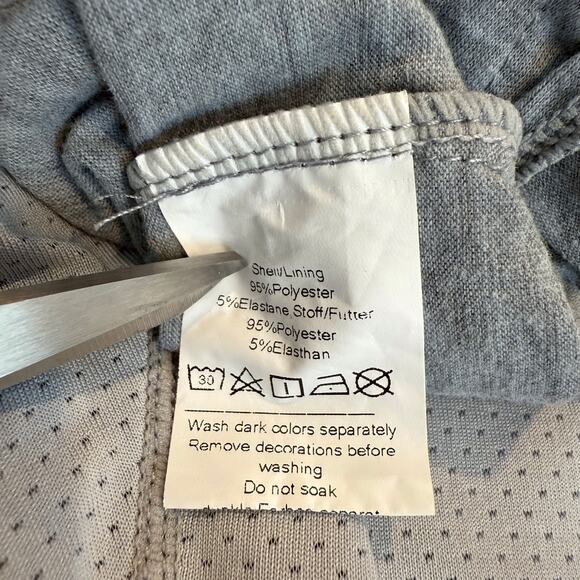 Shell/Lining
95%Polyester
5%Elastane Stoff/Futter
95%Polyester
5%Elasthan
30
Wash dark colors separately
Remove decorations before
washing
Do not soak